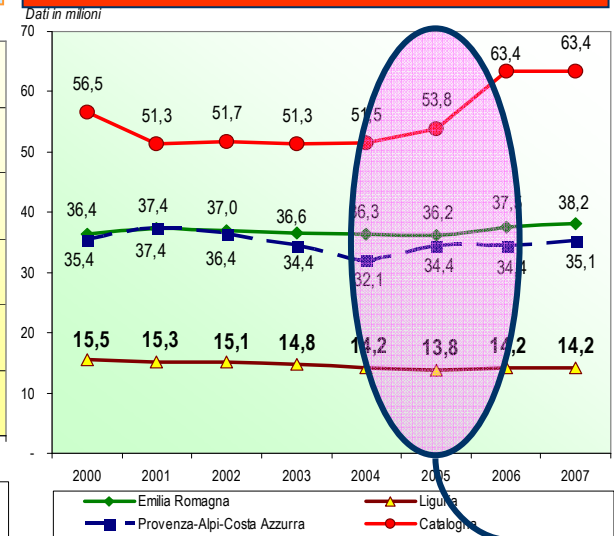 Dati in milioni
70
60
50
40
30
20
10
-
56,5 51,3 51,7 51,3 51,5 53,8 63,4 63,4
36,4 37,4 37,0 36,6 36,3 36,2 38,2
35,4 37,4 36,4 34,4 32,1 34,4 34,4 35,1
15,5 15,3 15,1 14,8 14,2 13,8 14,2 14,2
2000 2001 2002 2003 2004 2005 2006 2007
Emilia Romagna Liguria
Provenza-Alpi-Costa Azzurra Catalogna